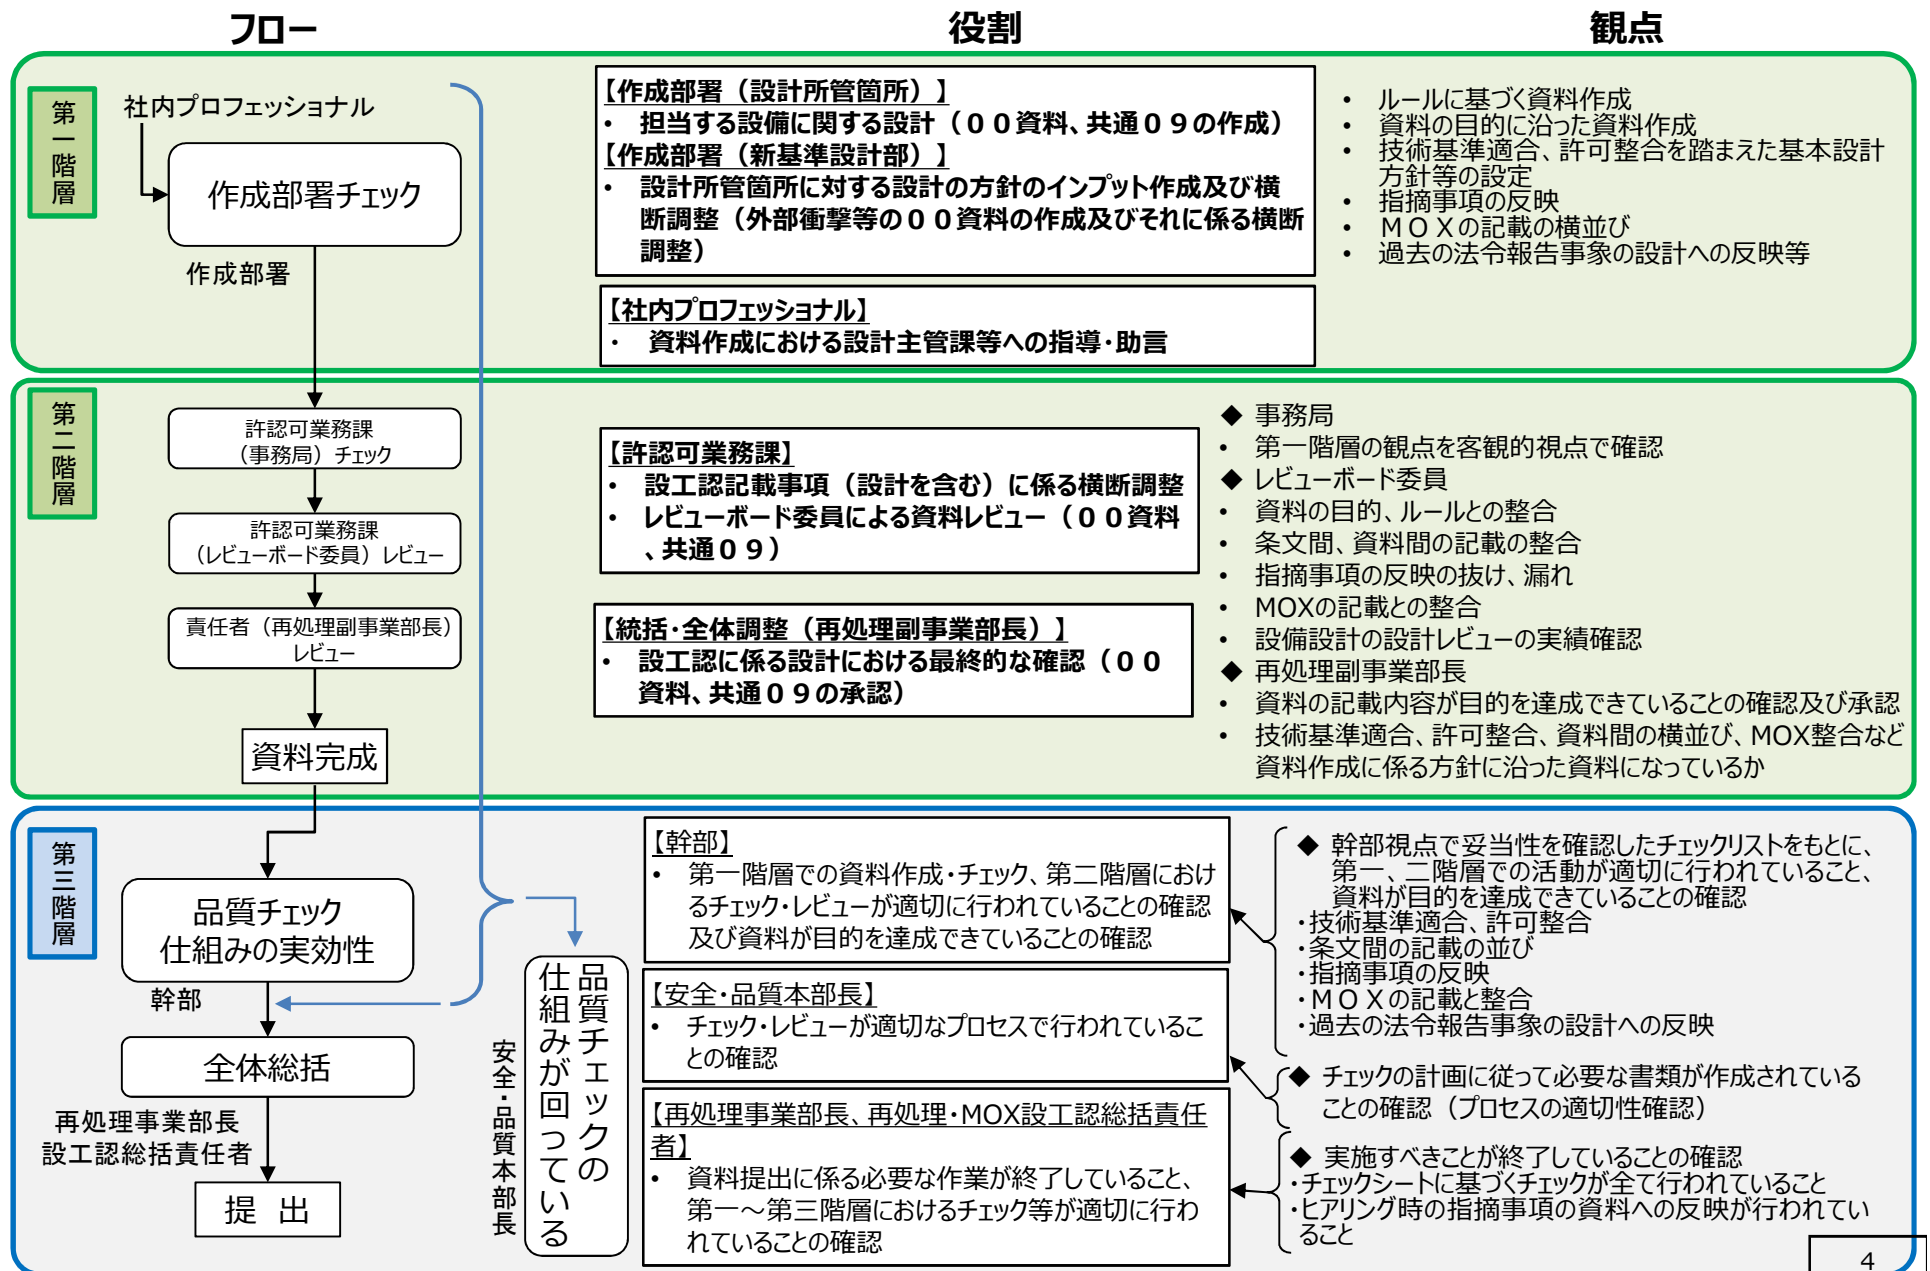 フロー
役割
観点
第一階層
社内プロフェッショナル
作成部署チェック
作成部署
【作成部署（設計所管箇所）】
・ 担当する設備に関する設計（００資料、共通０９の作成）
【作成部署（新基準設計部）】
・ 設計所管箇所に対する設計の方針のインプット作成及び横
断調整（外部衝撃等の００資料の作成及びそれに係る横断
調整）
【社内プロフェッショナル】
・ 資料作成における設計主管課等への指導・助言
• ルールに基づく資料作成
• 資料の目的に沿った資料作成
• 技術基準適合、許可整合を踏まえた基本設計
方針等の設定
• 指摘事項の反映
• ＭＯＸの記載の横並び
• 過去の法令報告事象の設計への反映等
第二階層
許認可業務課
（事務局）チェック
許認可業務課
（レビューボード委員）レビュー
責任者（再処理副事業部長）
レビュー
資料完成
【許認可業務課】
• 設工認記載事項（設計を含む）に係る横断調整
• レビューボード委員による資料レビュー（００資料
、共通０９）
【統括・全体調整（再処理副事業部長）】
• 設工認に係る設計における最終的な確認（００
資料、共通０９の承認）
◆ 事務局
• 第一階層の観点を客観的視点で確認
◆ レビューボード委員
• 資料の目的、ルールとの整合
• 条文間、資料間の記載の整合
• 指摘事項の反映の抜け、漏れ
• MOXの記載との整合
• 設備設計の設計レビューの実績確認
◆ 再処理副事業部長
• 資料の記載内容が目的を達成できていることの確認及び承認
• 技術基準適合、許可整合、資料間の横並び、MOX整合など
資料作成に係る方針に沿った資料になっているか
第三階層
品質チェック
仕組みの実効性
幹部
全体総括
再処理事業部長
設工認総括責任者
提 出
品質チェックの
仕組みが回っている
安全・品質本部長
【幹部】
• 第一階層での資料作成・チェック、第二階層におけ
るチェック・レビューが適切に行われていることの確認
及び資料が目的を達成できていることの確認
【安全・品質本部長】
• チェック・レビューが適切なプロセスで行われているこ
との確認
【再処理事業部長、再処理・MOX設工認総括責任
者】
• 資料提出に係る必要な作業が終了していること、
第一～第三階層におけるチェック等が適切に行わ
れていることの確認
◆ 幹部視点で妥当性を確認したチェックリストをもとに、
第一、二階層での活動が適切に行われていること、
資料が目的を達成できていることの確認
・技術基準適合、許可整合
・条文間の記載の並び
・指摘事項の反映
・ＭＯＸの記載と整合
・過去の法令報告事象の設計への反映
◆ チェックの計画に従って必要な書類が作成されている
ことの確認（プロセスの適切性確認）
◆ 実施すべきことが終了していることの確認
・チェックシートに基づくチェックが全て行われていること
・ヒアリング時の指摘事項の資料への反映が行われてい
ること
4